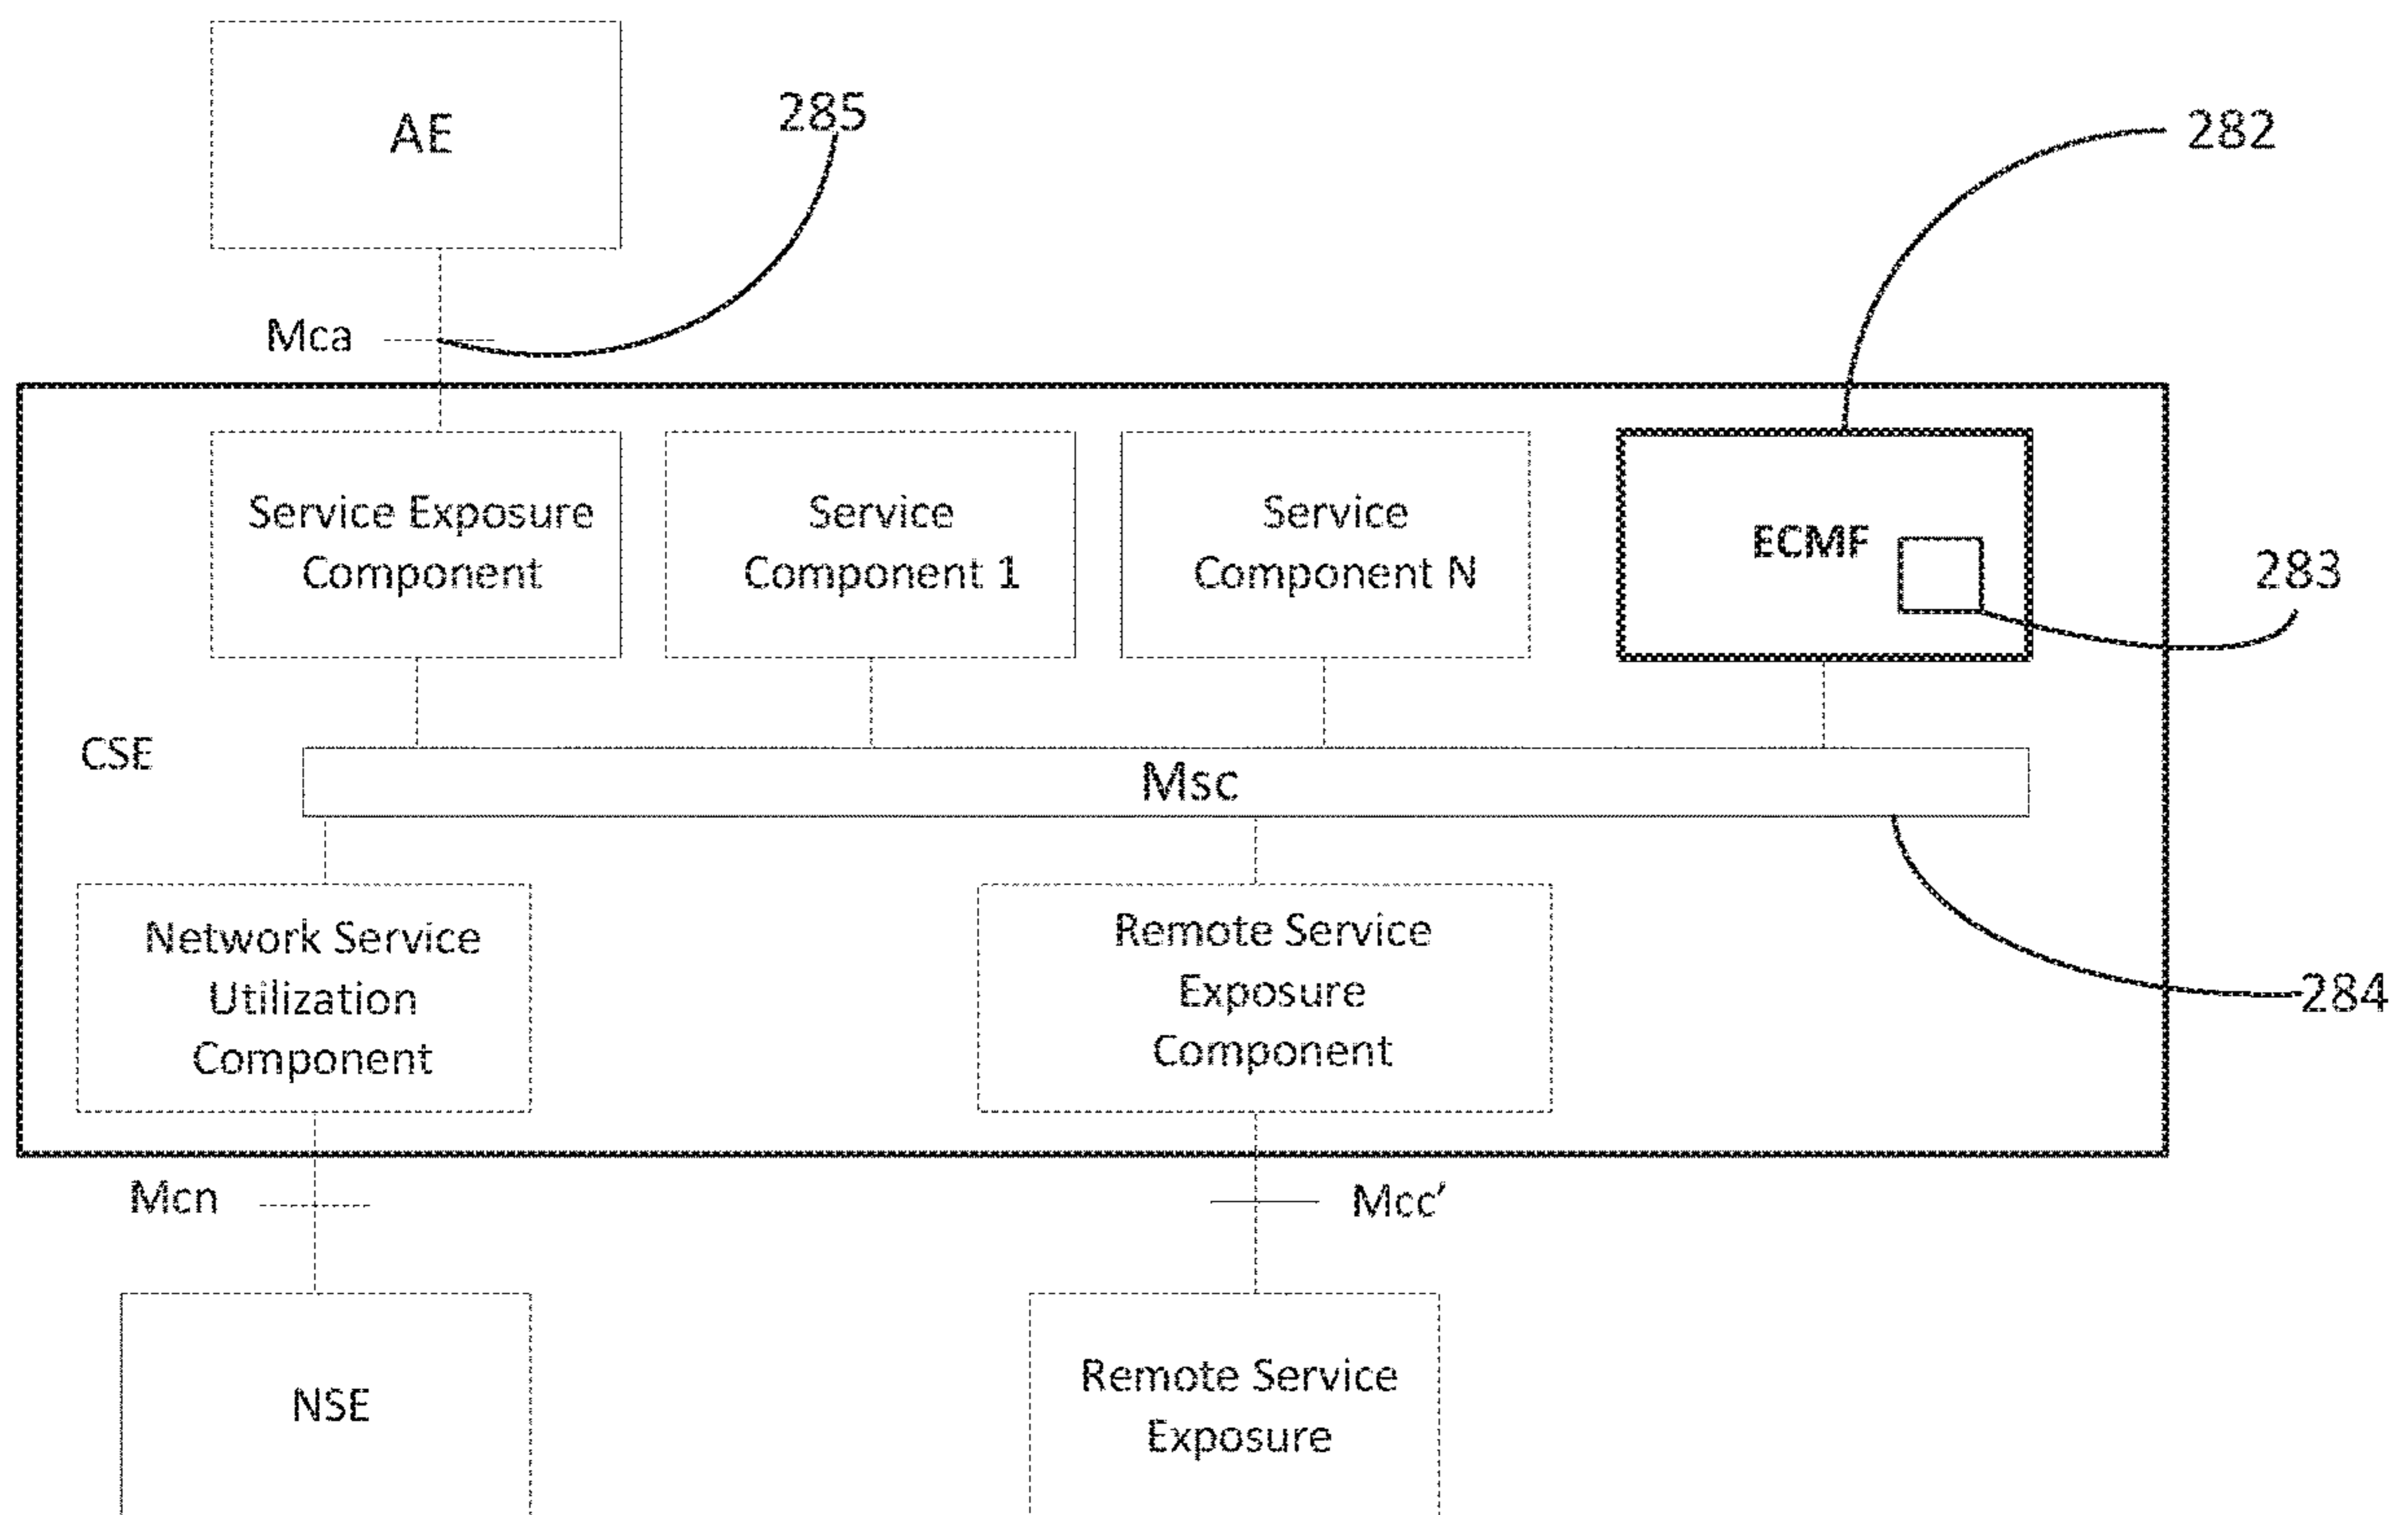 AE
285
282
Mca
Service Exposure
Component
Service
Component 1
Service
Component N
ECMF
283
CSE
Msc
Network Service
Utilization
Component
Remote Service
Exposure
Component
284
Mcn
Mcc’
NSE
Remote Service
Exposure